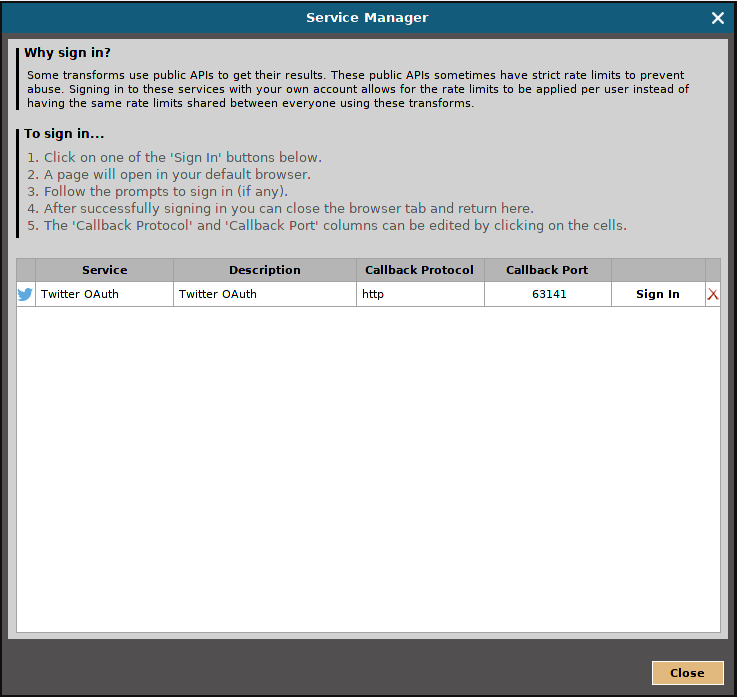 Service Manager
Why sign in?
Some transforms use public APIs to get their results. These public APIs sometimes have strict rate limits to prevent
abuse. Signing in to these services with your own account allows for the rate limits to be applied per user instead of
having the same rate limits shared between everyone using these transforms.
To sign in...
1. Click on one of the 'Sign In' buttons below.
2. A page will open in your default browser.
3. Follow the prompts to sign in (if any).
4. After successfully signing in you can close the browser tab and return here.
5. The 'Callback Protocol' and 'Callback Port' columns can be edited by clicking on the cells.
Service Description Callback Protocol Callback Port
Twitter OAuth Twitter OAuth http 63141 Sign In
Close